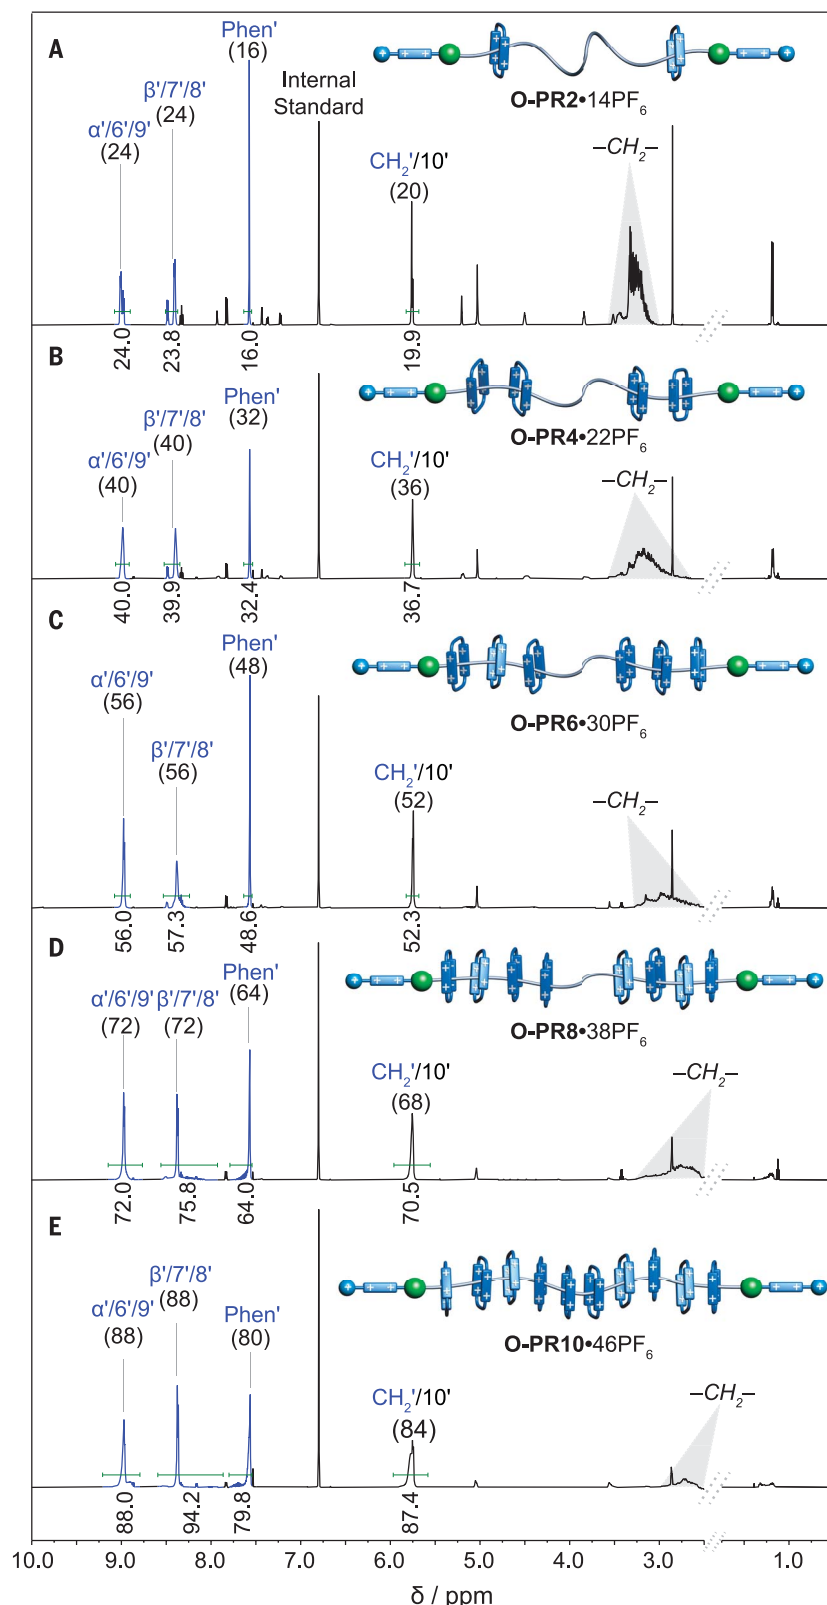 A
Phen'
(16)
β'/7'/8'
(24)
α'/6'/9'
(24)
Internal
Standard
O-PR2•14PF6
CH2'/10'
(20)
–CH2–
24.0
23.8
16.0
19.9
B
Phen'
(32)
β'/7'/8'
(40)
α'/6'/9'
(40)
O-PR4•22PF6
CH2'/10'
(36)
–CH2–
40.0
39.9
32.4
36.7
C
Phen'
(48)
α'/6'/9'
(56)
β'/7'/8'
(56)
O-PR6•30PF6
CH2'/10'
(52)
–CH2–
56.0
57.3
48.6
52.3
D
Phen'
(64)
α'/6'/9'
(72)
β'/7'/8'
(72)
O-PR8•38PF6
CH2'/10'
(68)
–CH2–
72.0
75.8
64.0
70.5
E
β'/7'/8'
(88)
α'/6'/9'
(88)
Phen'
(80)
O-PR10•46PF6
CH2'/10'
(84)
–CH2–
88.0
94.2
79.8
87.4
10.0 9.0 8.0 7.0 6.0 5.0 4.0 3.0 1.0
δ / ppm